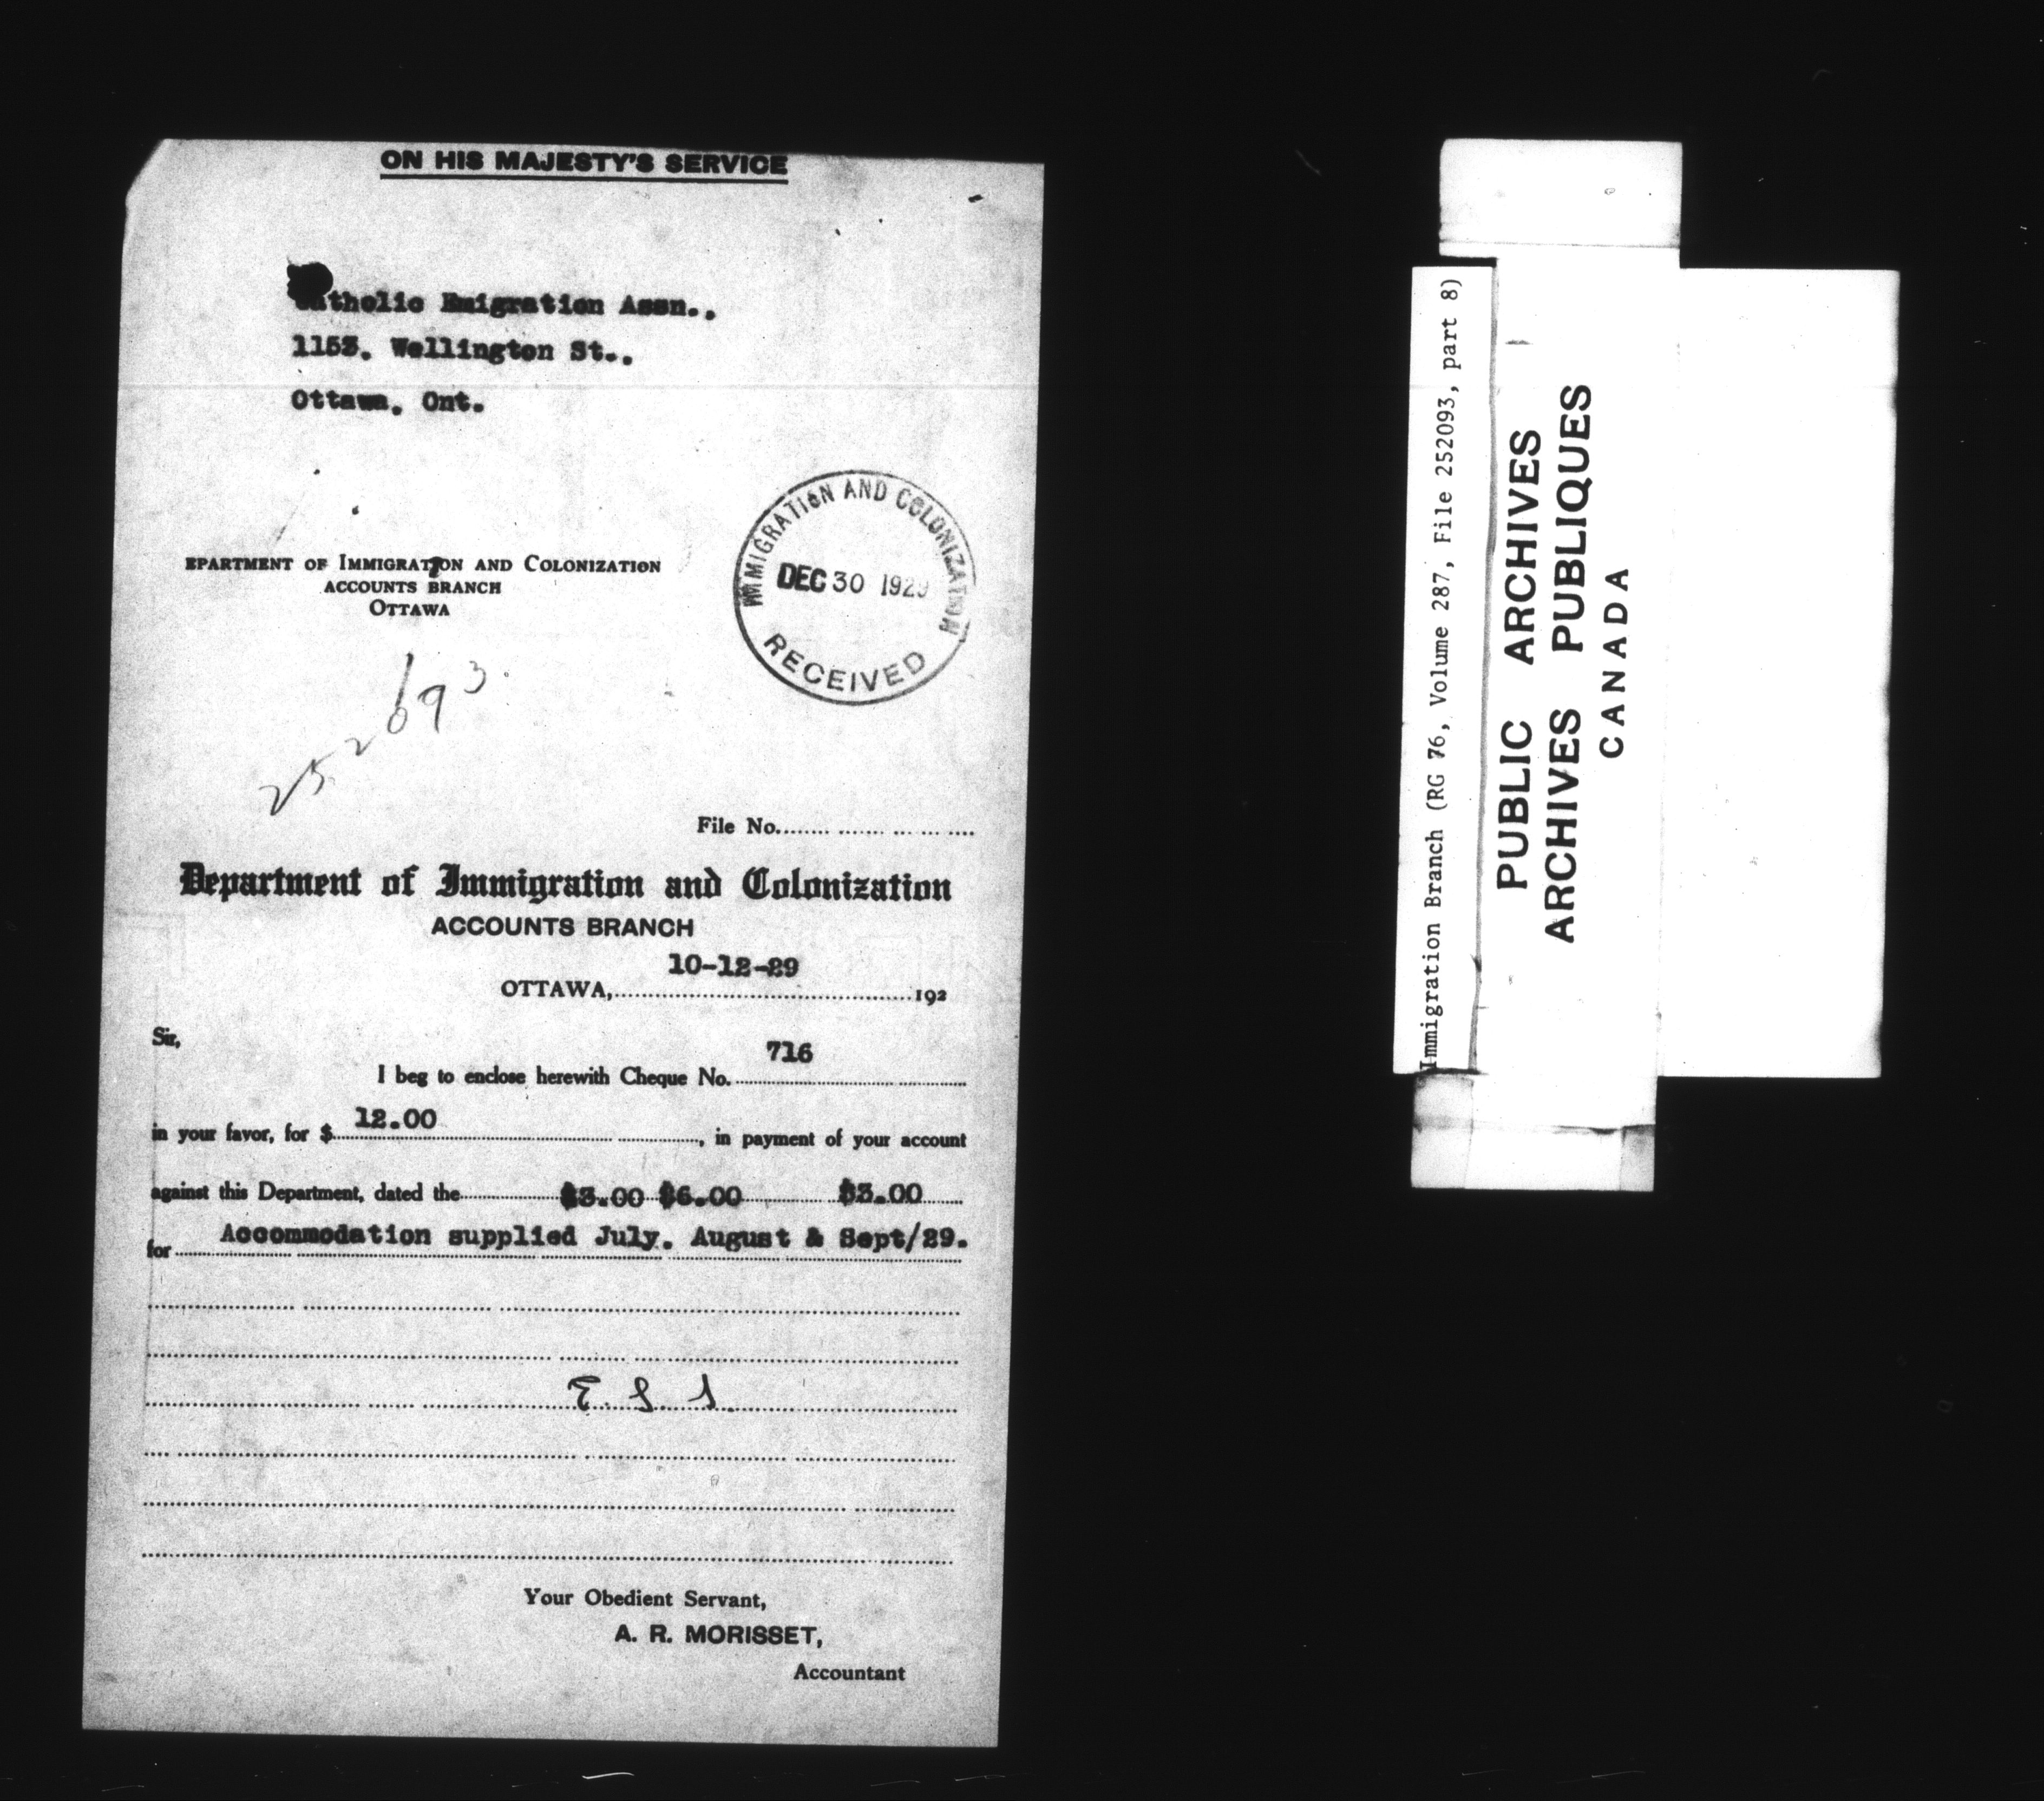 ON HIS MAJESTY'S SERVICE
Catholic Emigration Assn.,
1153. Wellington St.,
Ottawa, Ont.
IMMIGRATION AND COLONIZATION
DEC 30 1929
RECEIVED
EPARTMENT OF IMMIGRATION AND COLONIZATION
ACCOUNTS BRANCH
OTTAWA
252093.
File No.
Department of Immigration and Colonization
ACCOUNTS BRANCH
10-12-29
OTTAWA, 192
Sir,
716
I beg to enclose herewith Cheque No.
12.00
in your favor, for $ , in payment of your account
against this Department, dated the $3.00 $6.00 $3.00
Accommodation supplied July. August & Sept/29.
for
Your Obedient Servant,
A. R. MORISSET,
Accountant
Immigration Branch (RG 76, Volume 287, File 252093, part 8)
PUBLIC ARCHIVES
ARCHIVES PUBLIQUES
CANADA